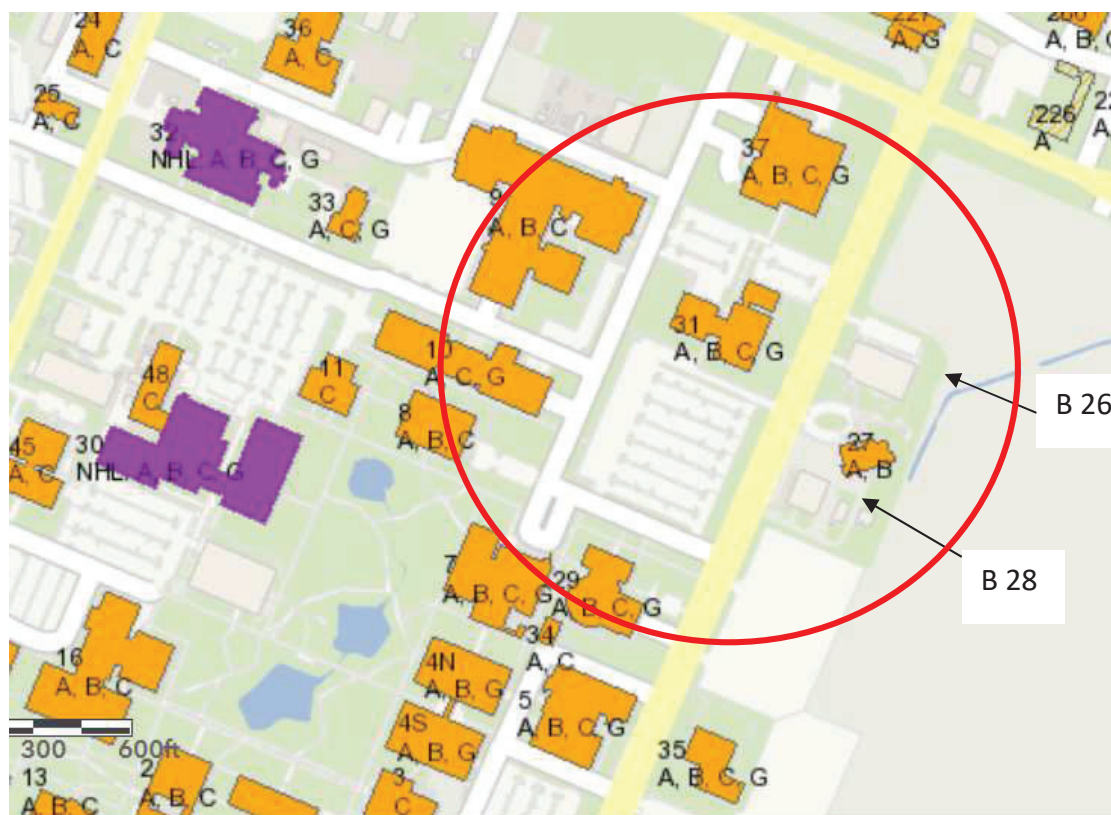 24
A, C
36
A, C
227
A, G
A, B, C
25
A, C
32
NHL. A, B, C, G
33
A, C, G
9
A, B, C
37
A, B, C, G
226
A
22
A,
31
A, B, C, G
10
A, C, G
11
C
8
A, B, C
48
C
45
A, C
30
NHL. A, B, C, G
B 26
27
A, B
B 28
7
A, B, C, G
29
A, B, C, G
34
A, C
16
A, B, C
4N
A, B, G
5
A, B, C, G
4S
A, B, G
35
A, B, C, G
300 600ft
13
A, B, C
2
A, B, C
3
C